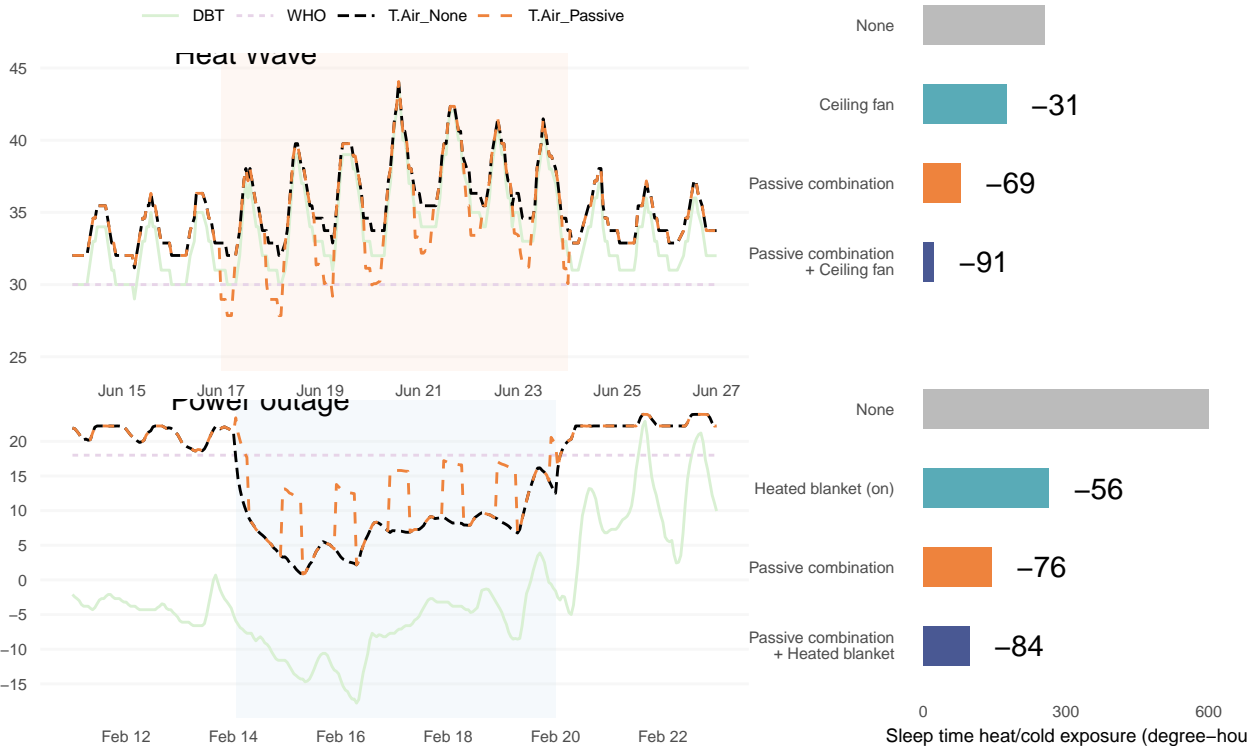 DBT WHO T.Air_None T.Air_Passive
Heat Wave
45
40
35
30
25
Jun 15 Jun 17 Jun 19 Jun 21 Jun 23 Jun 25 Jun 27
Power outage
20
15
10
5
0
−5
−10
−15
Feb 12 Feb 14 Feb 16 Feb 18 Feb 20 Feb 22
None
Ceiling fan −31
Passive combination −69
Passive combination
+ Ceiling fan −91
None
Heated blanket (on) −56
Passive combination −76
Passive combination
+ Heated blanket −84
0 300 600
Sleep time heat/cold exposure (degree−hou